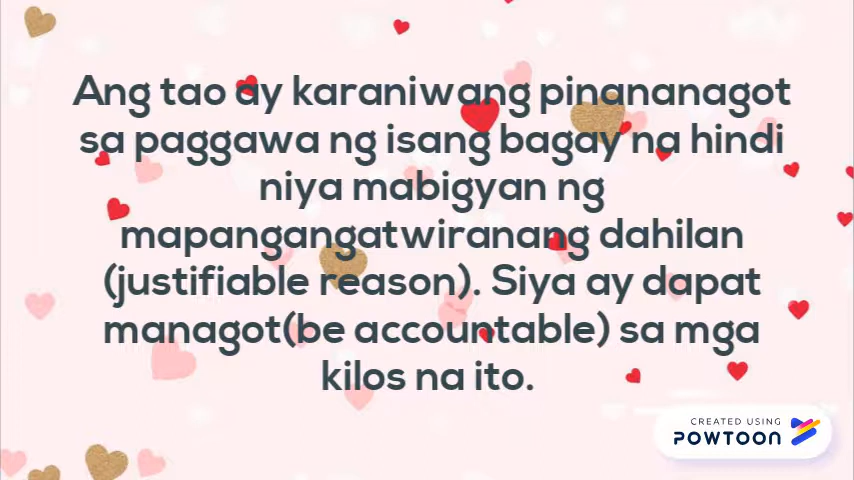 Ang tao ay karaniwang pinananagot
sa paggawa ng isang bagay na hindi
niya mabigyan ng
mapangangatwiranang dahilan
(justifiable reason). Siya ay dapat
managot(be accountable) sa mga
kilos na ito.
CREATED USING
POWTOON